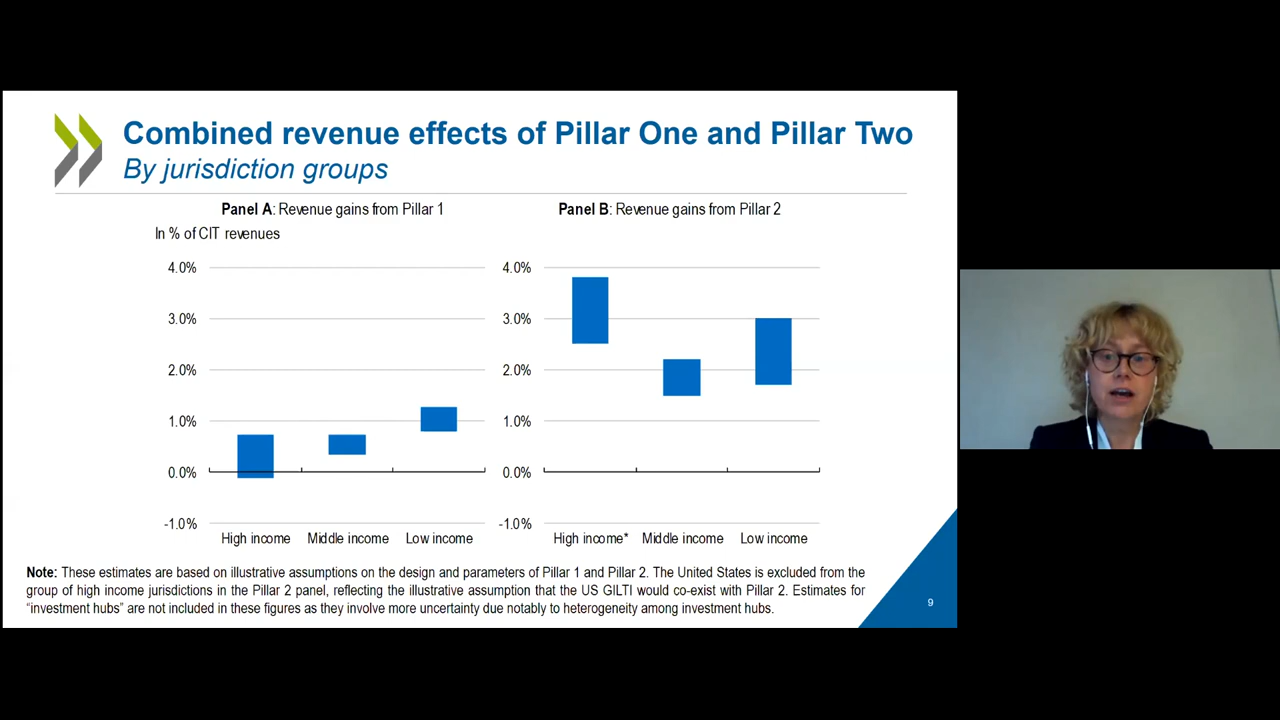 Combined revenue effects of Pillar One and Pillar Two
By jurisdiction groups
Panel A: Revenue gains from Pillar 1
In % of CIT revenues
4.0%
3.0%
2.0%
1.0%
0.0%
-1.0%
High income
Middle income
Low income
Panel B: Revenue gains from Pillar 2
4.0%
3.0%
2.0%
1.0%
0.0%
-1.0%
High income*
Middle income
Low income
Note: These estimates are based on illustrative assumptions on the design and parameters of Pillar 1 and Pillar 2. The United States is excluded from the
group of high income jurisdictions in the Pillar 2 panel, reflecting the illustrative assumption that the US GILTI would co-exist with Pillar 2. Estimates for
“investment hubs” are not included in these figures as they involve more uncertainty due notably to heterogeneity among investment hubs.
9